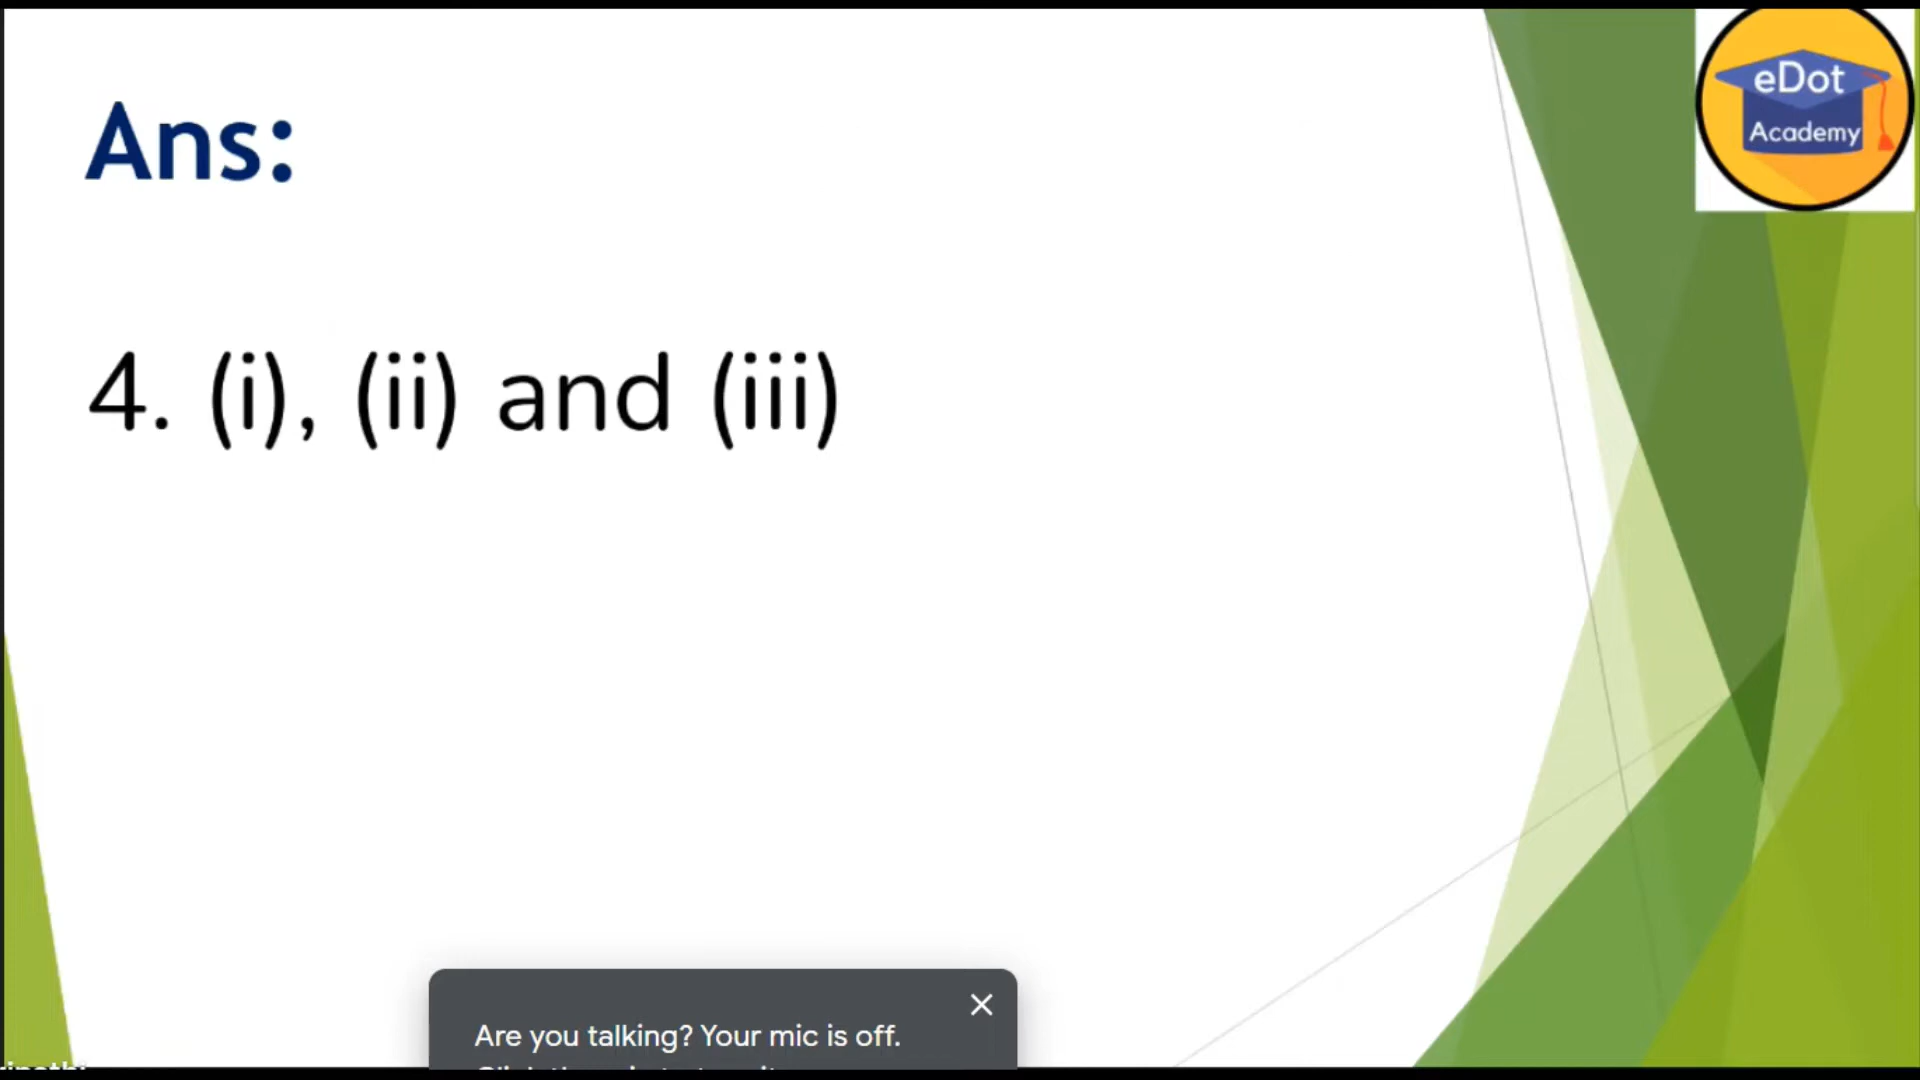 eDot
Academy
Ans:
4. (i), (ii) and (iii)
Are you talking? Your mic is off.